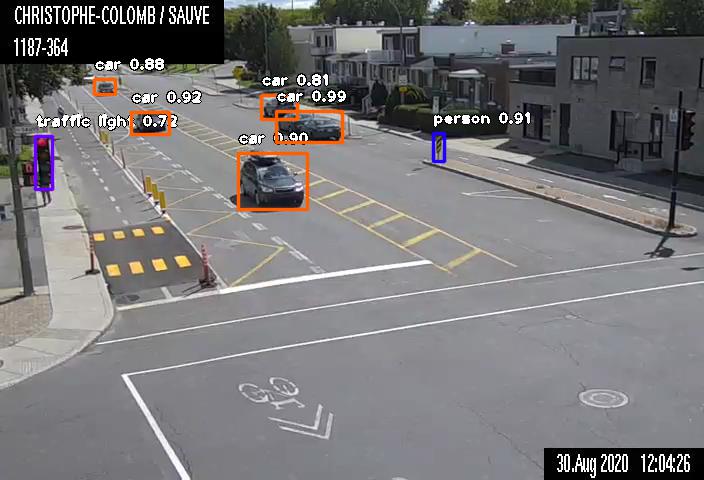 CHRISTOPHE-COLOMB / SAUVE
1187-364
car 0.88
car 0.81
car 0.92
car 0.99
traffic light 0.72
car 0.90
person 0.91
30.Aug 2020 12:04:26